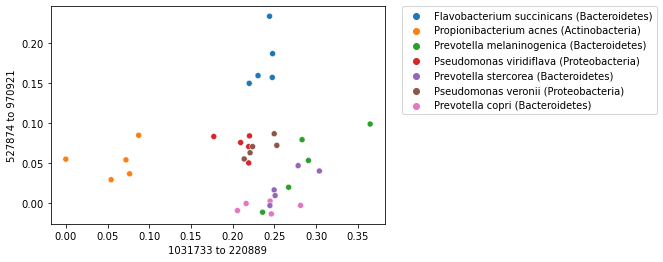 Flavobacterium succinicans (Bacteroidetes)
Propionibacterium acnes (Actinobacteria)
Prevotella melaninogenica (Bacteroidetes)
Pseudomonas viridiflava (Proteobacteria)
Prevotella stercorea (Bacteroidetes)
Pseudomonas veronii (Proteobacteria)
Prevotella copri (Bacteroidetes)
527874 to 970921
0.20
0.15
0.10
0.05
0.00
0.00 0.05 0.10 0.15 0.20 0.25 0.30 0.35
1031733 to 220889